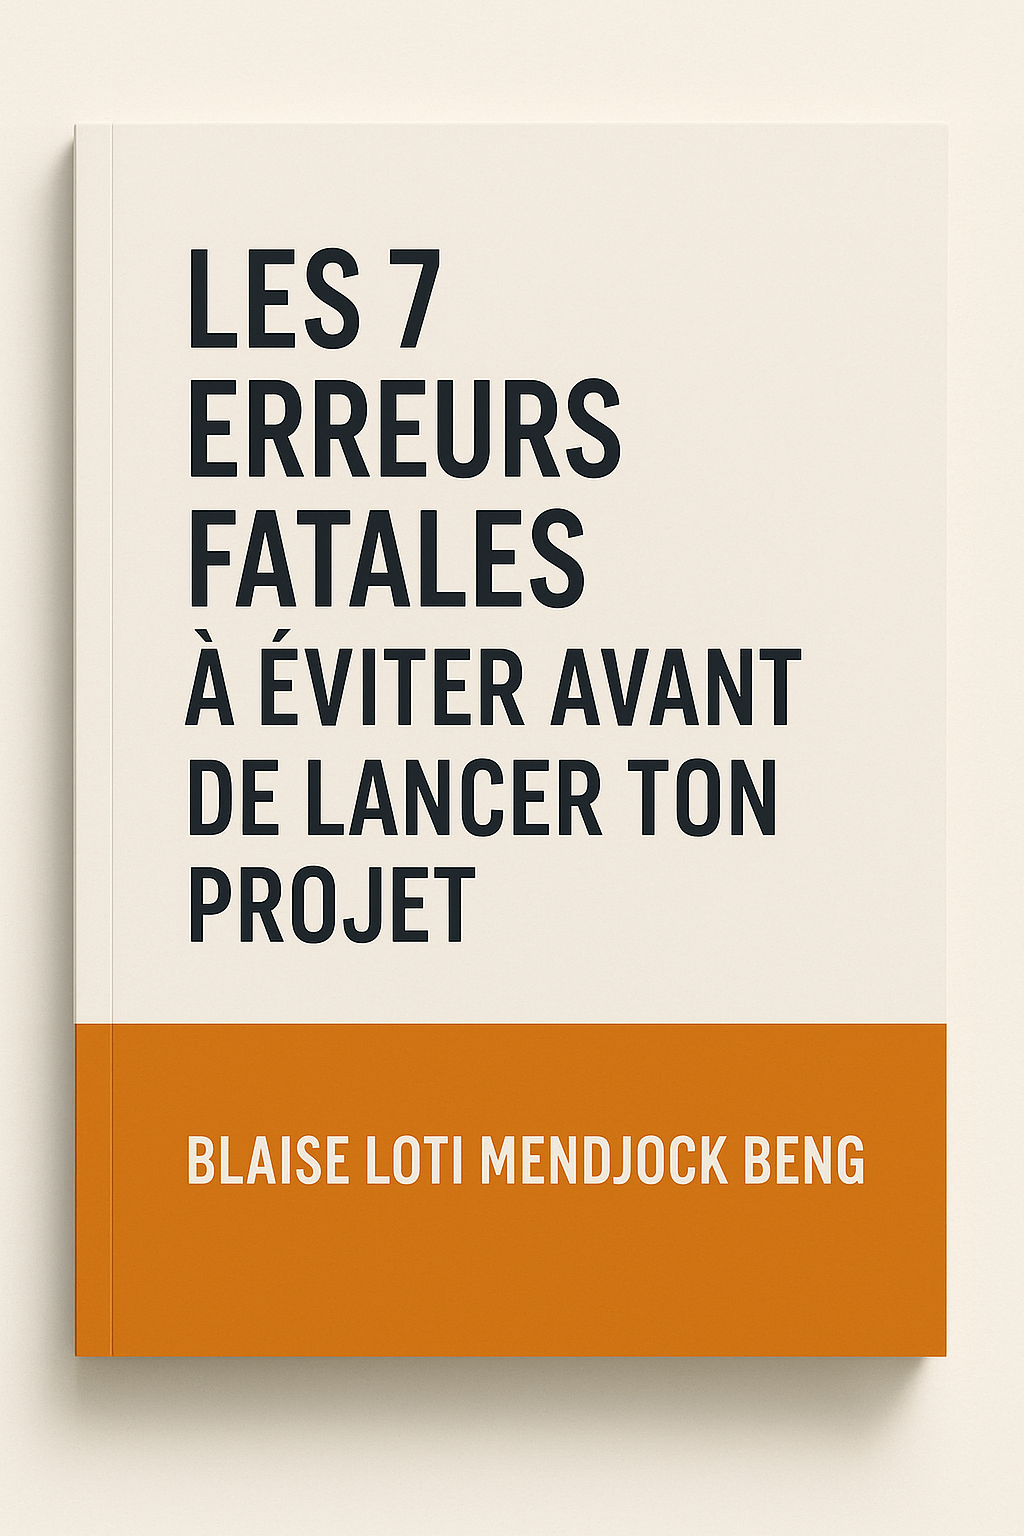 LES 7
ERREURS
FATALES
À ÉVITER AVANT
DE LANCER TON
PROJET
BLAISE LOTI MENDJOCK BENG